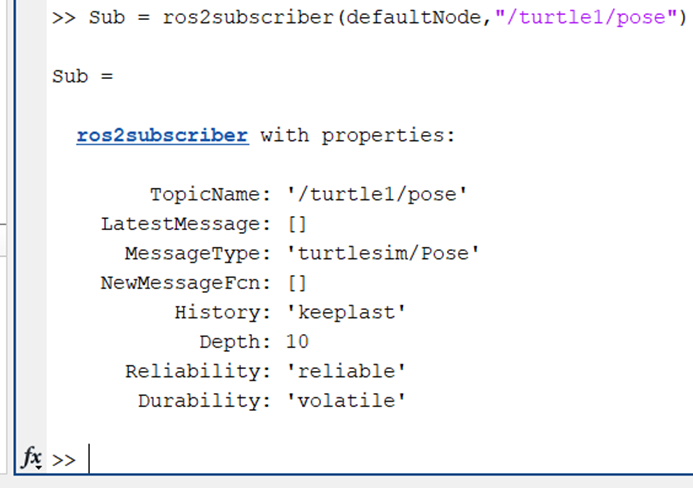 >> Sub = ros2subscriber(defaultNode,"/turtle1/pose")
Sub =
ros2subscriber with properties:
TopicName: '/turtle1/pose'
LatestMessage: []
MessageType: 'turtlesim/Pose'
NewMessageFcn: []
History: 'keeplast'
Depth: 10
Reliability: 'reliable'
Durability: 'volatile'
fx >>